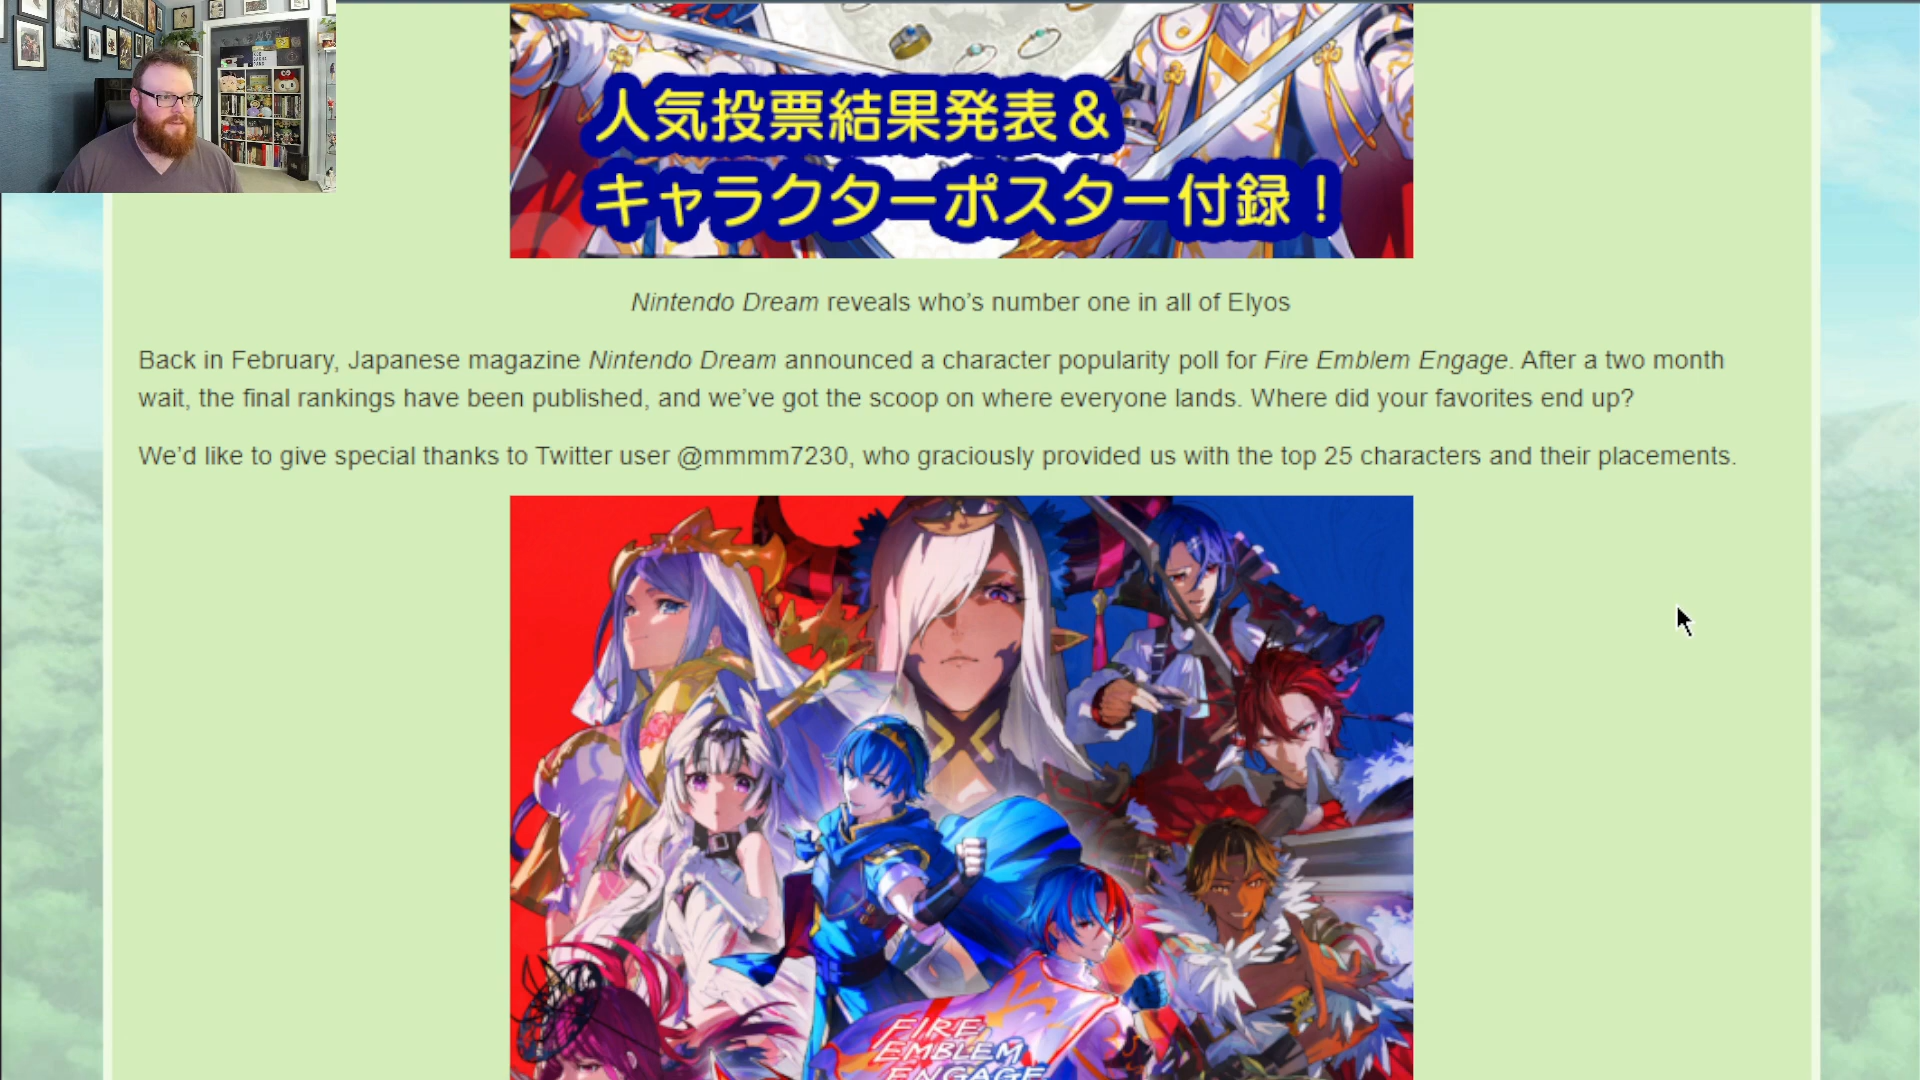 人気投票結果発表＆
キャラクターポスター付録！
Nintendo Dream reveals who’s number one in all of Elyos
Back in February, Japanese magazine Nintendo Dream announced a character popularity poll for Fire Emblem Engage. After a two month
wait, the final rankings have been published, and we’ve got the scoop on where everyone lands. Where did your favorites end up?
We’d like to give special thanks to Twitter user @mmmm7230, who graciously provided us with the top 25 characters and their placements.
FIRE
EMBLEM
ENGAGE